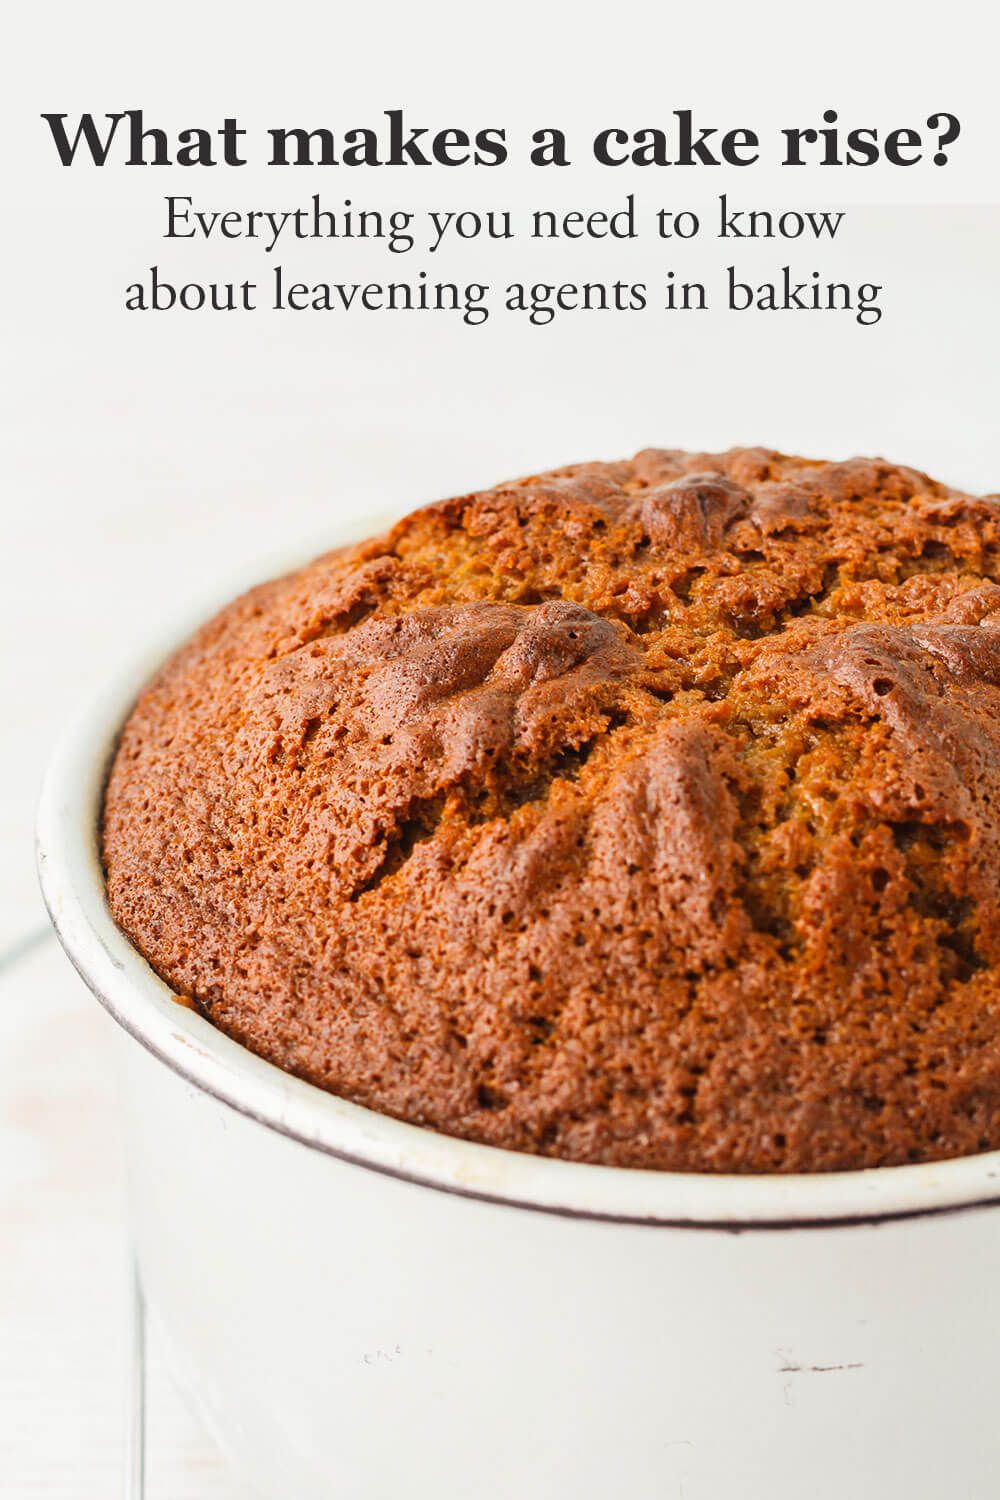 What makes a cake rise?
Everything you need to know
about leavening agents in baking